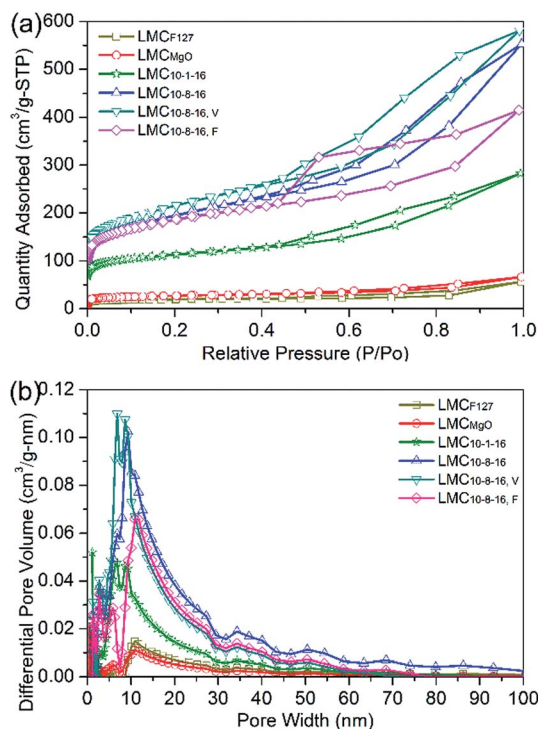 (a)
600
500
400
300
200
100
0
Quantity Adsorbed (cm³/g-STP)
LMCF127
LMCMgO
LMC10-1-16
LMC10-8-16
LMC10-8-16, V
LMC10-8-16, F
0.0 0.2 0.4 0.6 0.8 1.0
Relative Pressure (P/Po)
(b)
0.12
0.10
0.08
0.06
0.04
0.02
0.00
Differential Pore Volume (cm³/g-nm)
LMCF127
LMCMgO
LMC10-1-16
LMC10-8-16
LMC10-8-16, V
LMC10-8-16, F
0 10 20 30 40 50 60 70 80 90 100
Pore Width (nm)